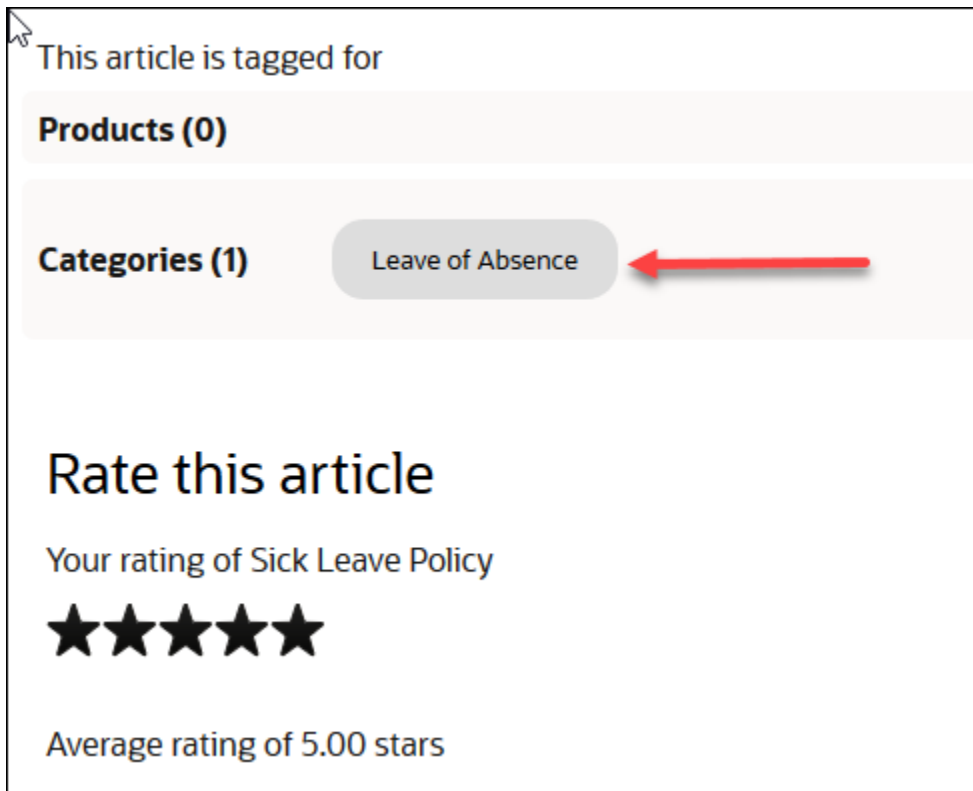 This article is tagged for
Products (0)
Categories (1) Leave of Absence
Rate this article
Your rating of Sick Leave Policy
Average rating of 5.00 stars